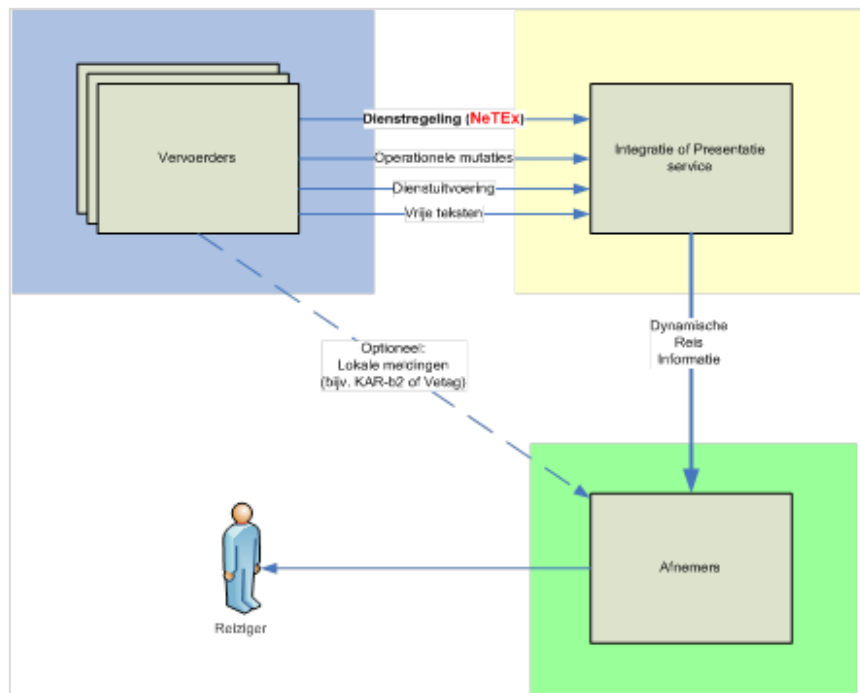 Dienstregeling (NeTEx)
Vervoerders
Operationele mutaties
Integratie of Presentatie
service
Dienstuitvoering
Vrije teksten
Dynamische
Reis
Informatie
Optioneel:
Lokale meldingen
(bijv. KAR-b2 of Vetag)
Afnemers
Reiziger